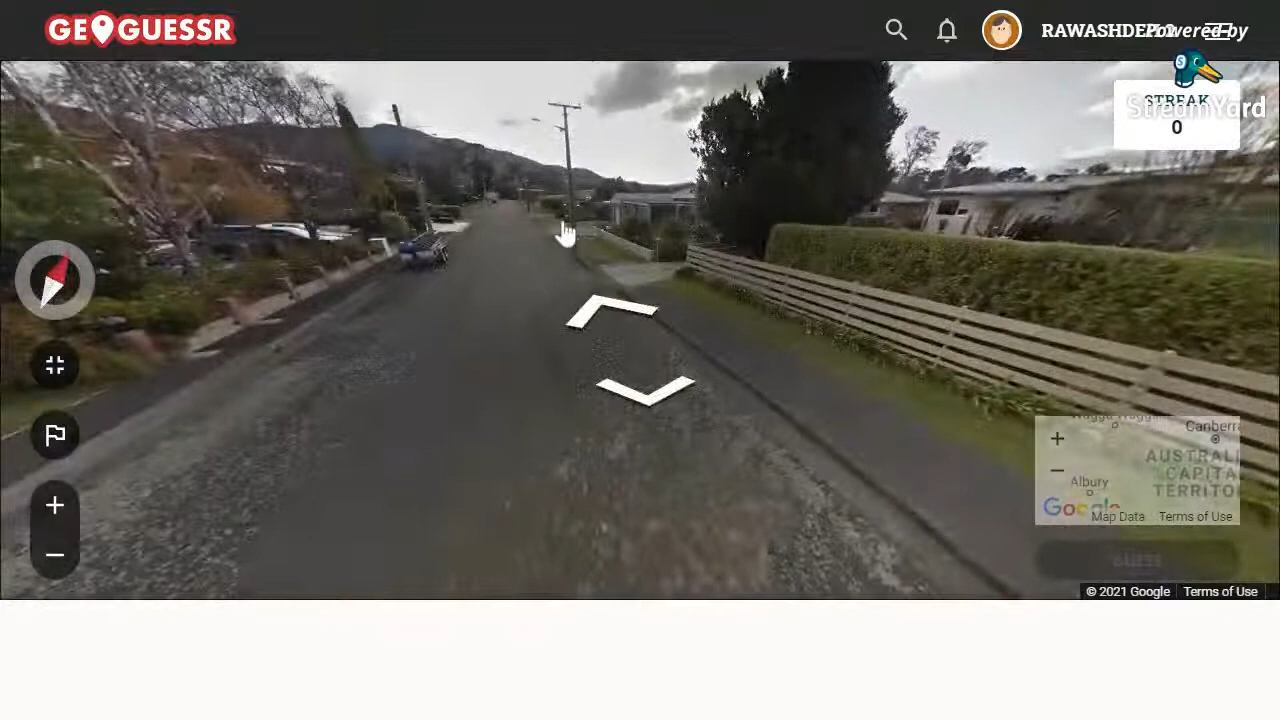 GEOGUESSR
Powered by
StreamYard
STREAK
0
Canberra
AUSTRALI
CAPITA
TERRITO
Albury
Google
Map Data
Terms of Use
© 2021 Google
Terms of Use